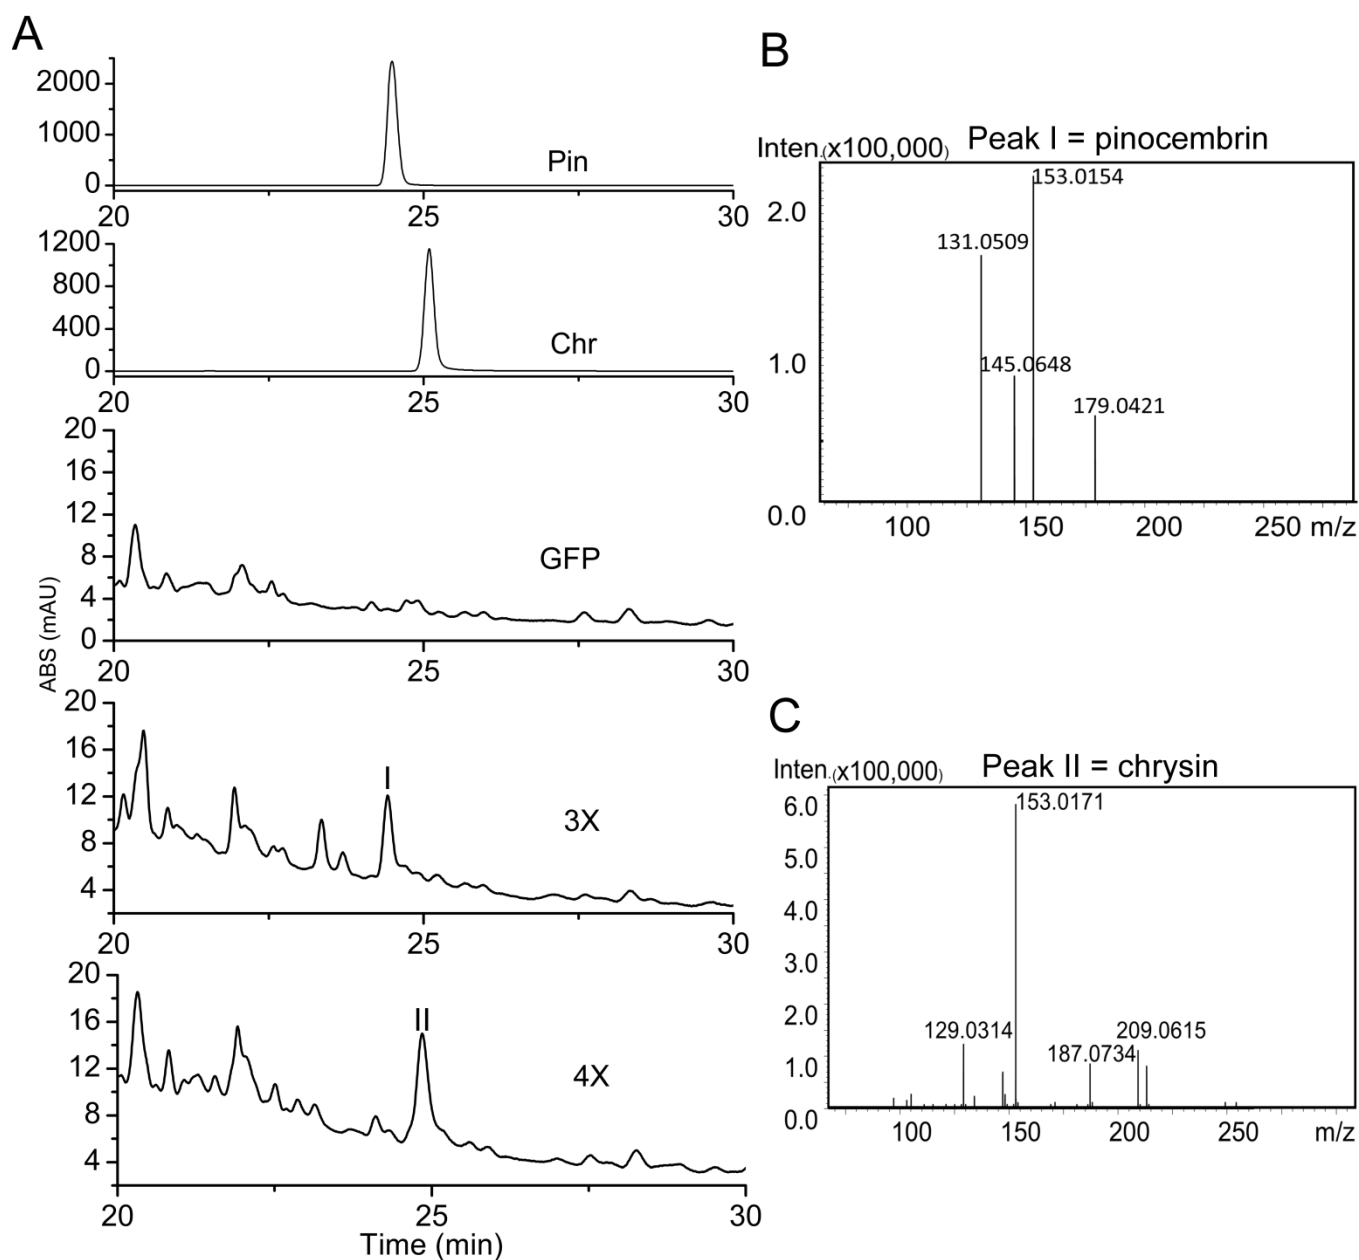 A
2000
1000
0
Pin
20 25 30
1200
800
400
0
Chr
20 25 30
20
16
12
8
4
0
GFP
20 25 30
ABS (mAU)
20
16
12
8
4
I
3X
20 25 30
20
16
12
8
4
II
4X
20 25 30
Time (min)
B
Inten.(x100,000) Peak I = pinocembrin
2.0
1.0
0.0
153.0154
131.0509
145.0648
179.0421
100 150 200 250 m/z
C
Inten.(x100,000) Peak II = chrysin
6.0
5.0
4.0
3.0
2.0
1.0
0.0
153.0171
129.0314
209.0615
187.0734
100 150 200 250 m/z